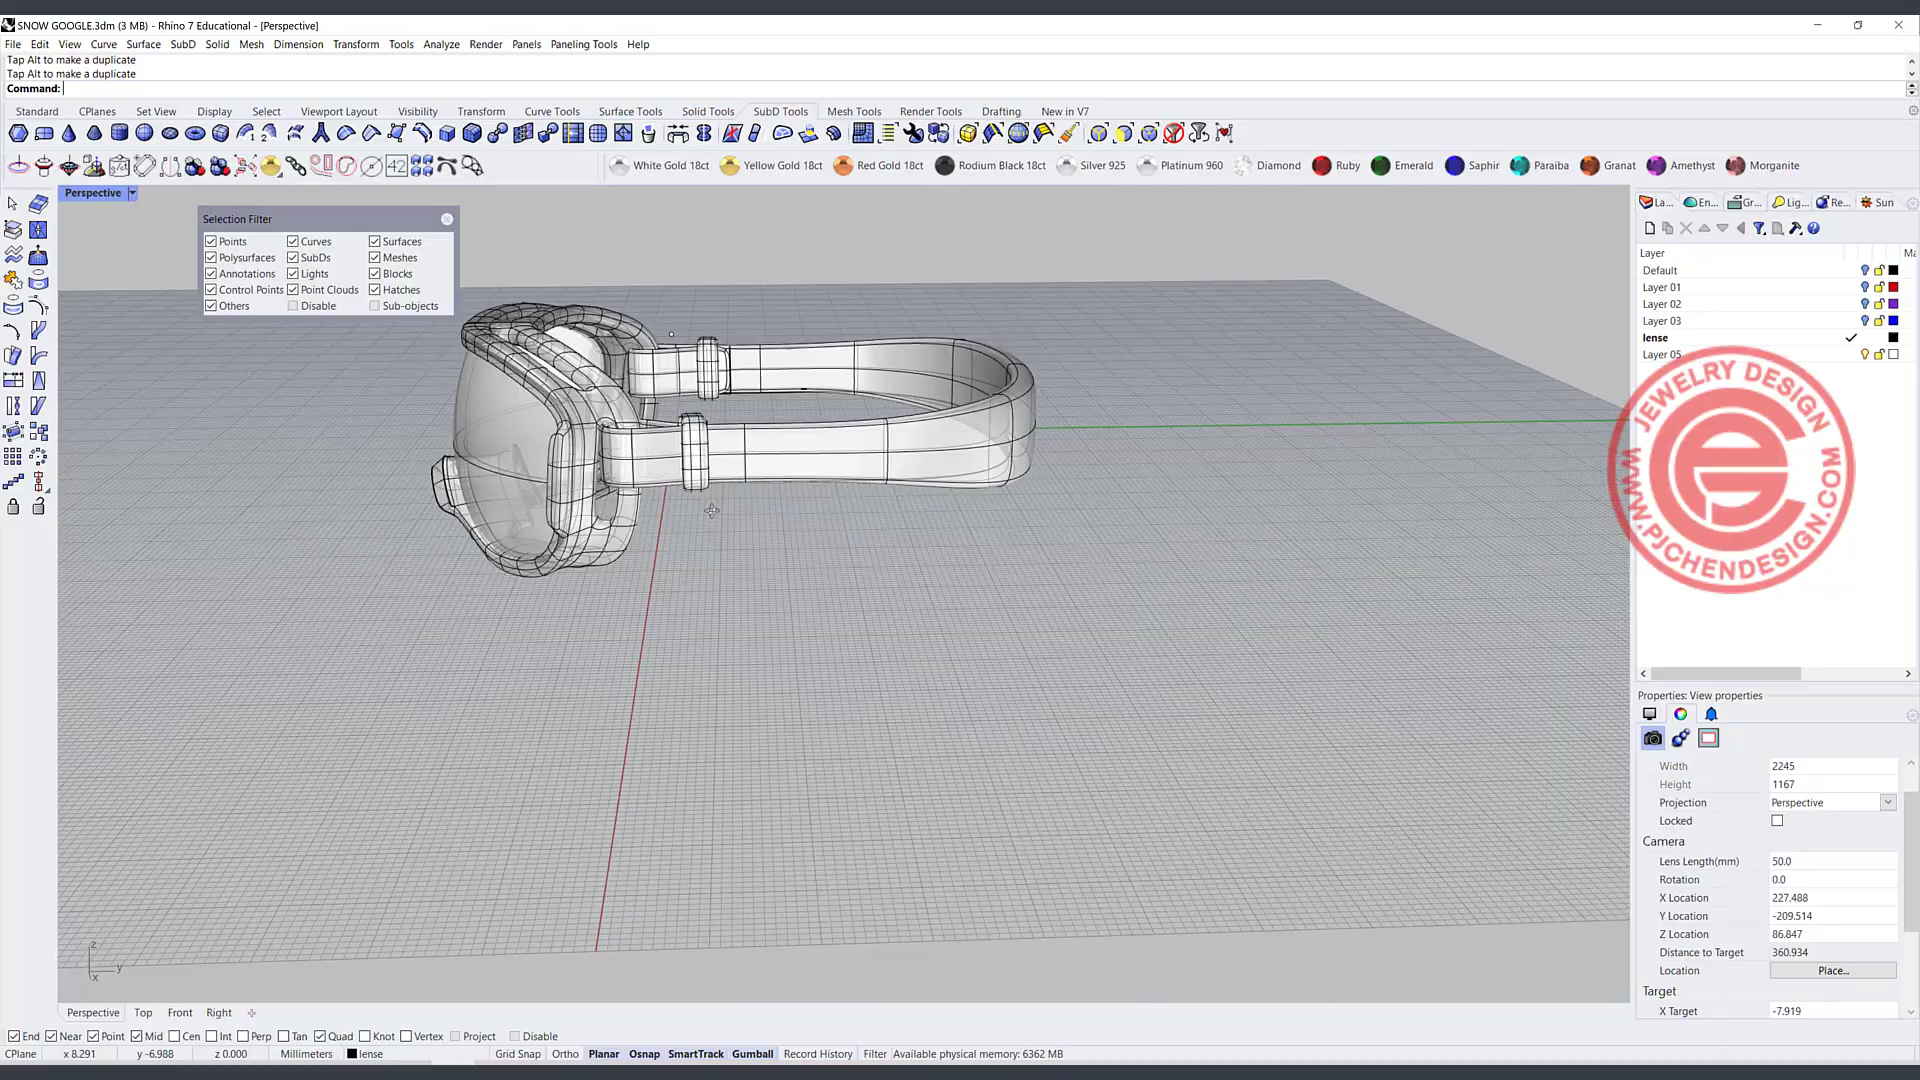 SNOW GOOGLE.3dm (3 MB) - Rhino 7 Educational - [Perspective]
File Edit View Curve Surface SubD Solid Mesh Dimension Transform Tools Analyze Render Panels Paneling Tools Help
Tap Alt to make a duplicate
Tap Alt to make a duplicate
Command:
Standard CPlanes Set View Display Select Viewport Layout Visibility Transform Curve Tools Surface Tools Solid Tools SubD Tools Mesh Tools Render Tools Drafting New in V7
42 White Gold 18ct Yellow Gold 18ct Red Gold 18ct Rodium Black 18ct Silver 925 Platinum 960 Diamond Ruby Emerald Saphir Paraiba Granat Amethyst Morganite
Perspective
Selection Filter
Points Curves Surfaces
Polysurfaces SubDs Meshes
Annotations Lights Blocks
Control Points Point Clouds Hatches
Others Disable Sub-objects
La... En... Gr... Lig... Re... Sun
Layer Ma
Default
Layer 01
Layer 02
Layer 03
lense
Layer 05
JEWELRY DESIGN
WWW.PJCHENDESIGN.COM
Properties: View properties
Width 2245
Height 1167
Projection Perspective
Locked
Camera
Lens Length(mm) 50.0
Rotation 0.0
X Location 227.488
Y Location -209.514
Z Location 86.847
Distance to Target 360.934
Location Place...
Target
X Target -7.919
z
y
x
Perspective Top Front Right
End Near Point Mid Cen Int Perp Tan Quad Knot Vertex Project Disable
CPlane x 8.291 y -6.988 z 0.000 Millimeters lense Grid Snap Ortho Planar Osnap SmartTrack Gumball Record History Filter Available physical memory: 6362 MB